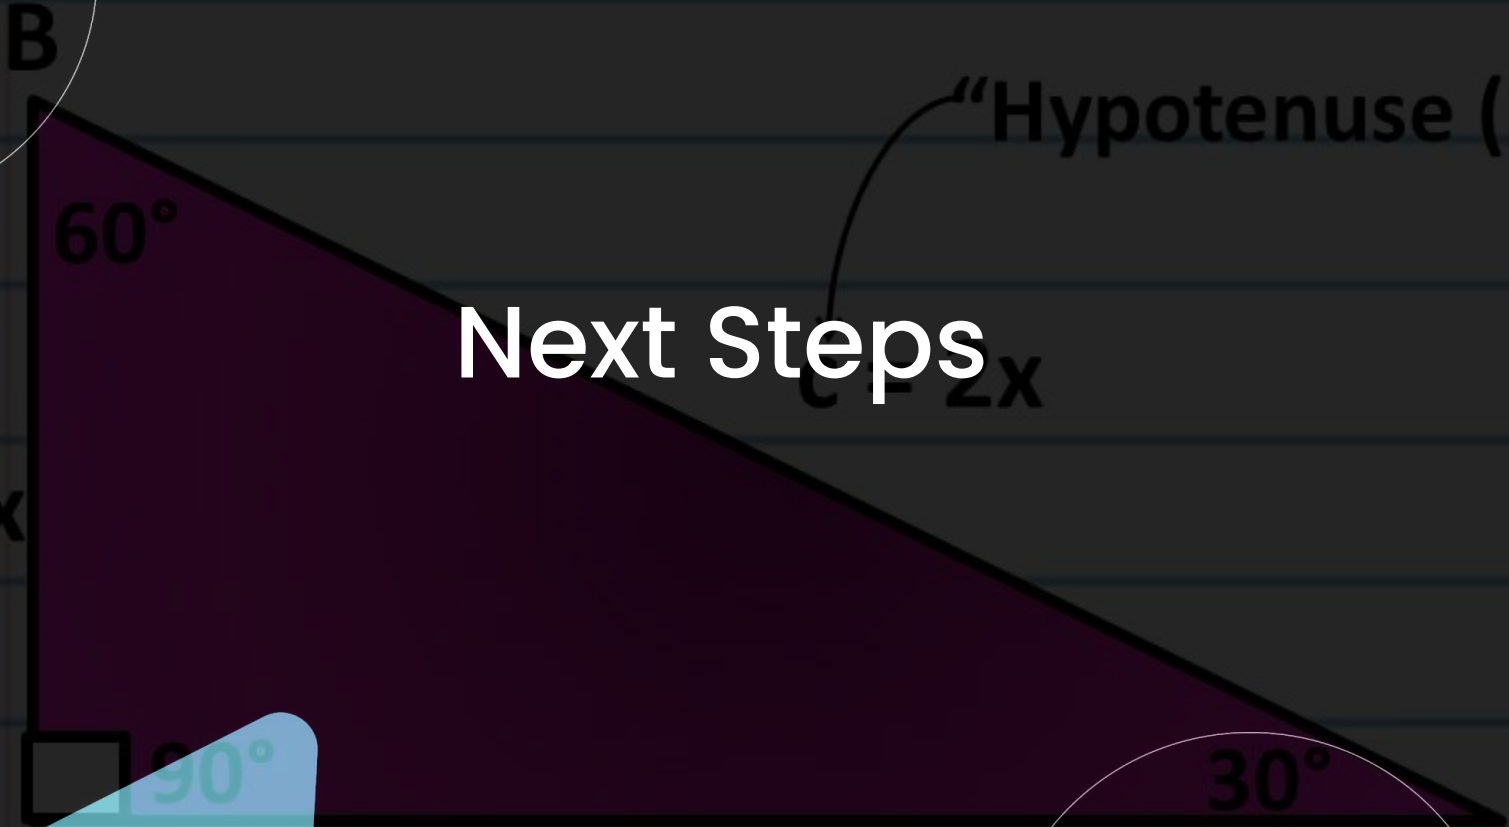 B
“Hypotenuse (
60°
Next Steps
c = 2x
x
90°
30°